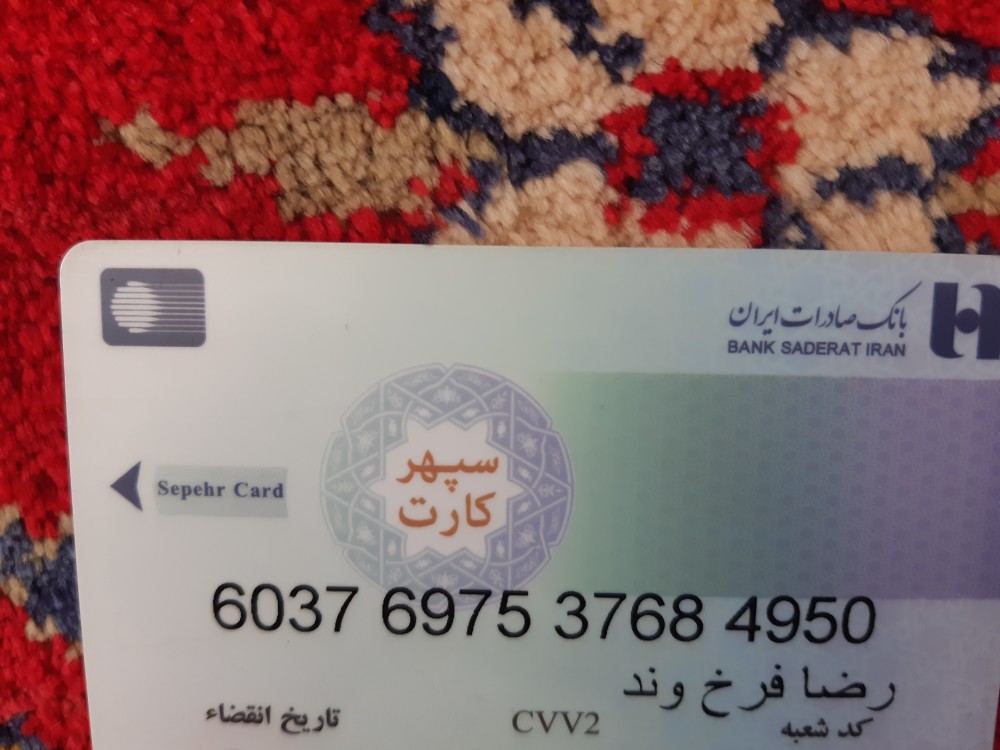 بانک صادرات ایران
BANK SADERAT IRAN
سپهر
کارت
Sepehr Card
6037 6975 3768 4950
رضا فرخ وند
کد شعبه CVV2 تاریخ انقضاء